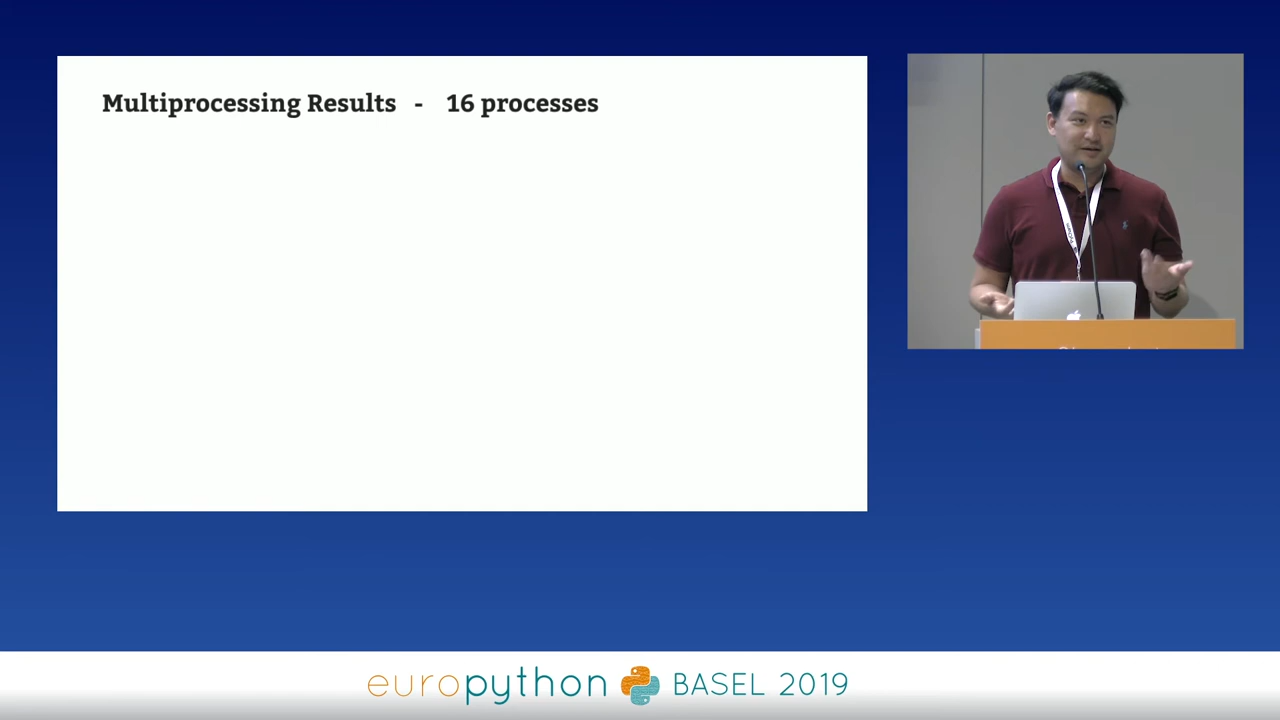 Multiprocessing Results - 16 processes
europython BASEL 2019